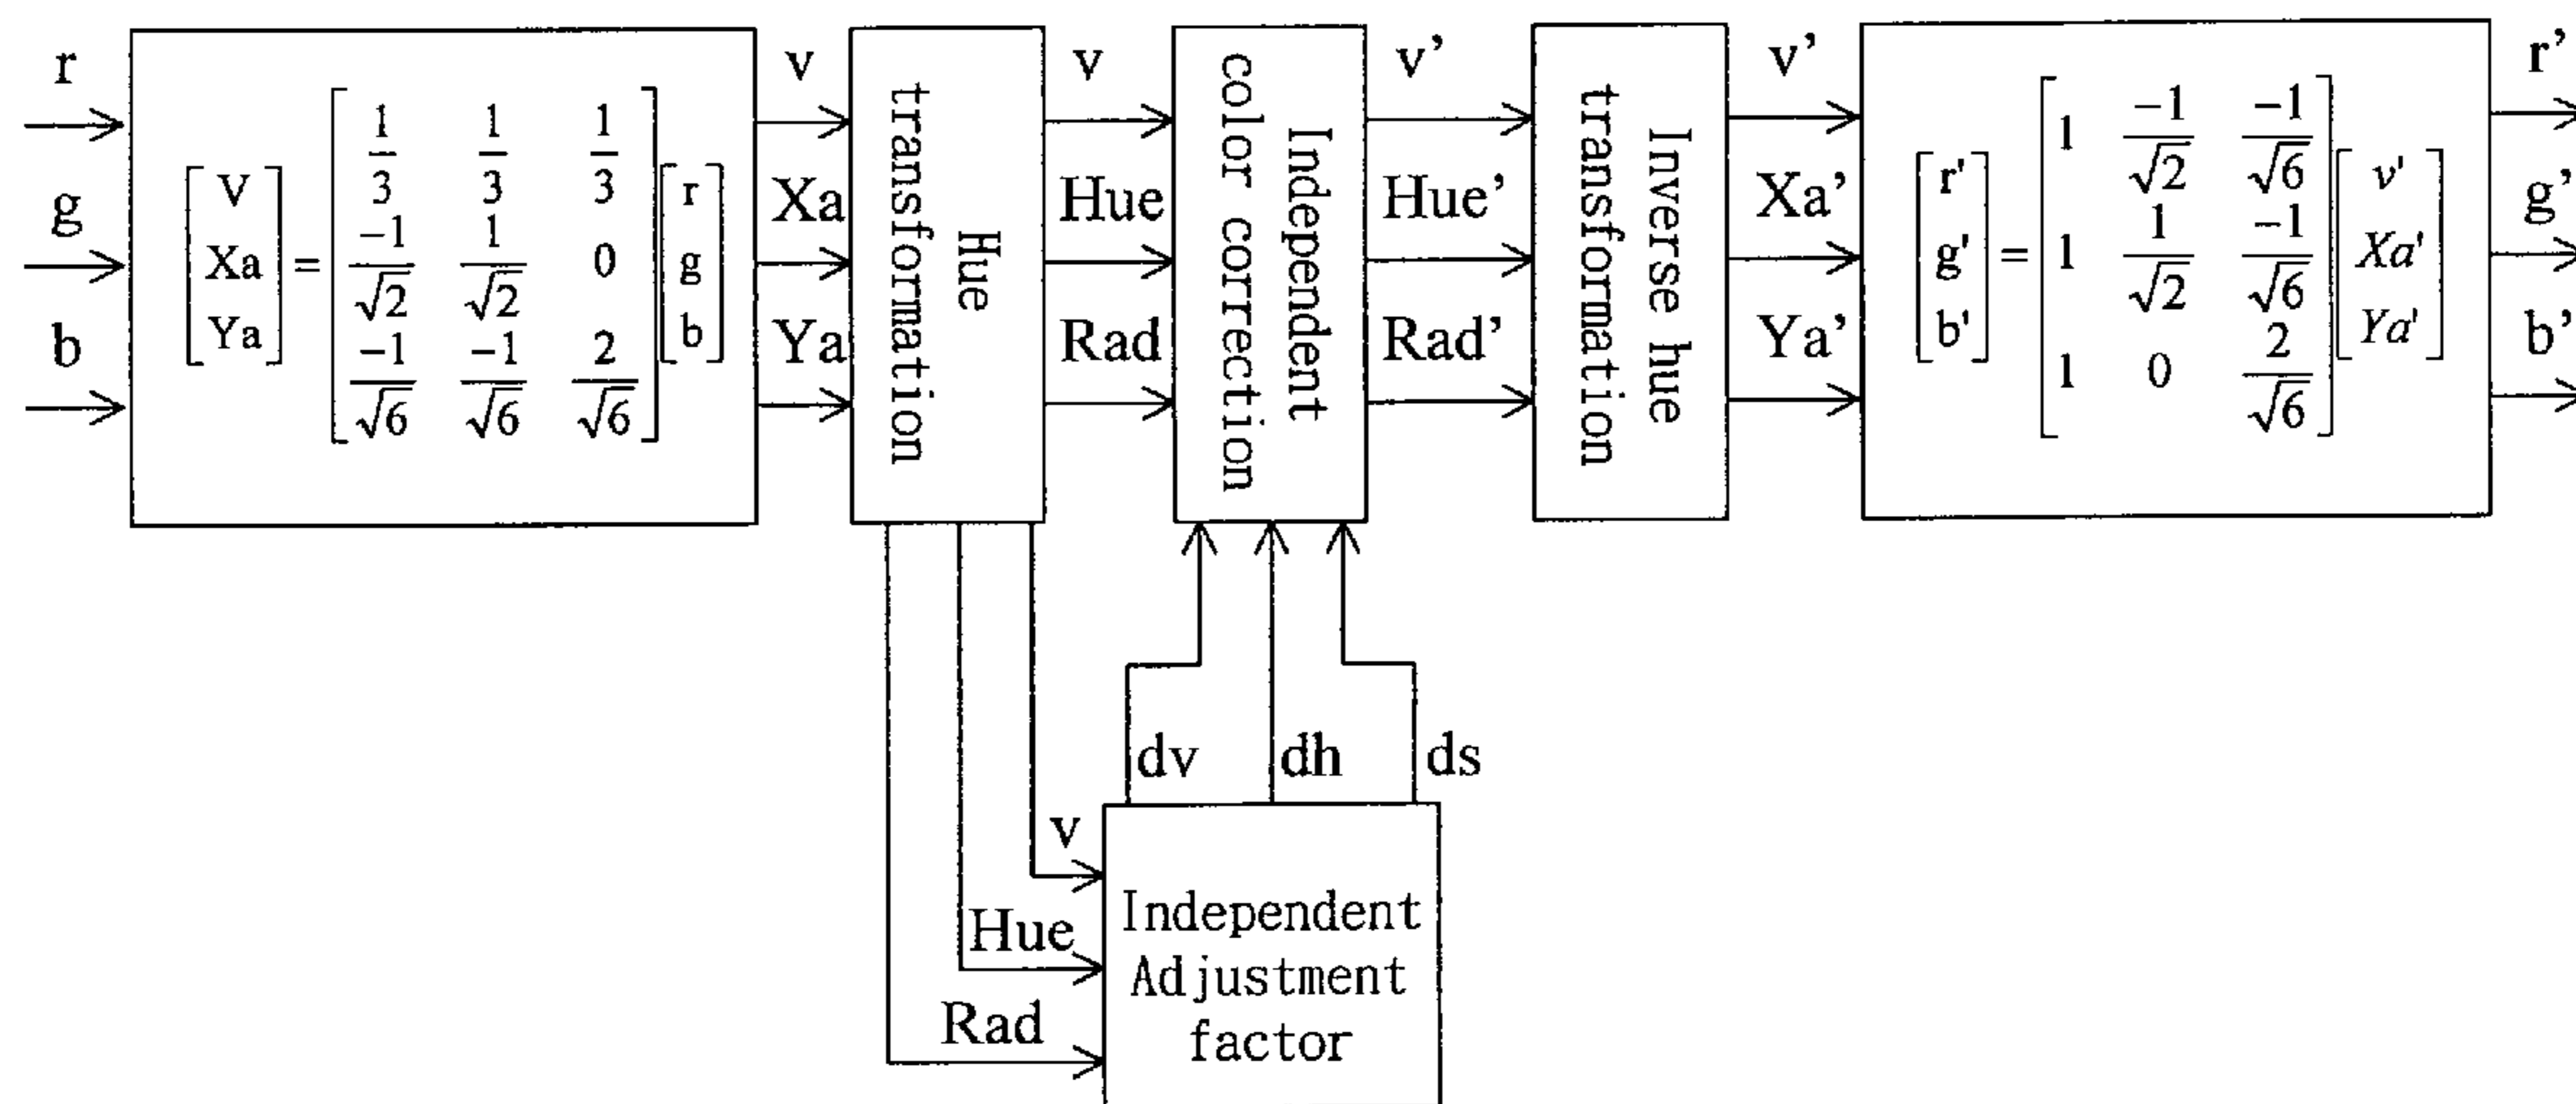 r
g
b
[V Xa Ya] = [1/3 1/3 1/3; -1/√2 1/√2 0; -1/√6 -1/√6 2/√6] [r g b]
v
Xa
Ya
Hue
transformation
v
Hue
Rad
Independent
color correction
v’
Hue’
Rad’
Inverse hue
transformation
v’
Xa’
Ya’
[r' g' b'] = [1 -1/√2 -1/√6; 1 1/√2 -1/√6; 1 0 2/√6] [v' Xa' Ya']
r’
g’
b’
dv
dh
ds
v
Hue
Rad
Independent
Adjustment
factor